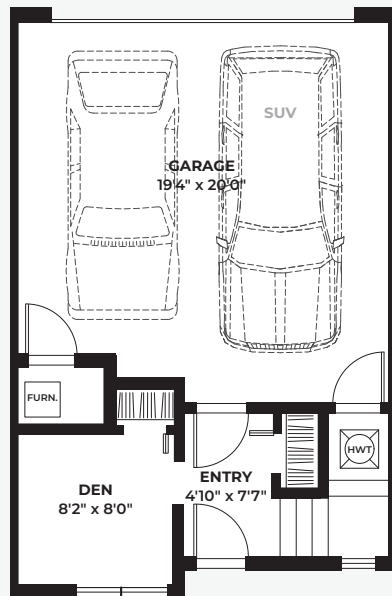 SUV
GARAGE
19'4" x 20'0"
FURN.
HWT
ENTRY
4'10" x 7'7"
DEN
8'2" x 8'0"